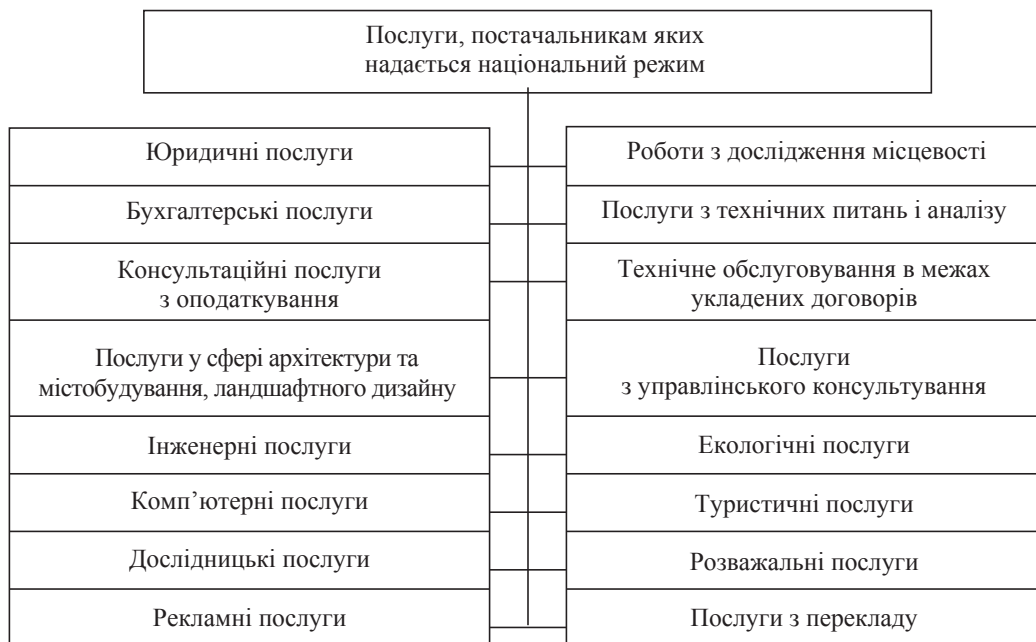 Послуги, постачальникам яких
надається національний режим
Юридичні послуги
Бухгалтерські послуги
Консультаційні послуги
з оподаткування
Послуги у сфері архітектури та
містобудування, ландшафтного дизайну
Інженерні послуги
Комп’ютерні послуги
Дослідницькі послуги
Рекламні послуги
Роботи з дослідження місцевості
Послуги з технічних питань і аналізу
Технічне обслуговування в межах
укладених договорів
Послуги
з управлінського консультування
Екологічні послуги
Туристичні послуги
Розважальні послуги
Послуги з перекладу